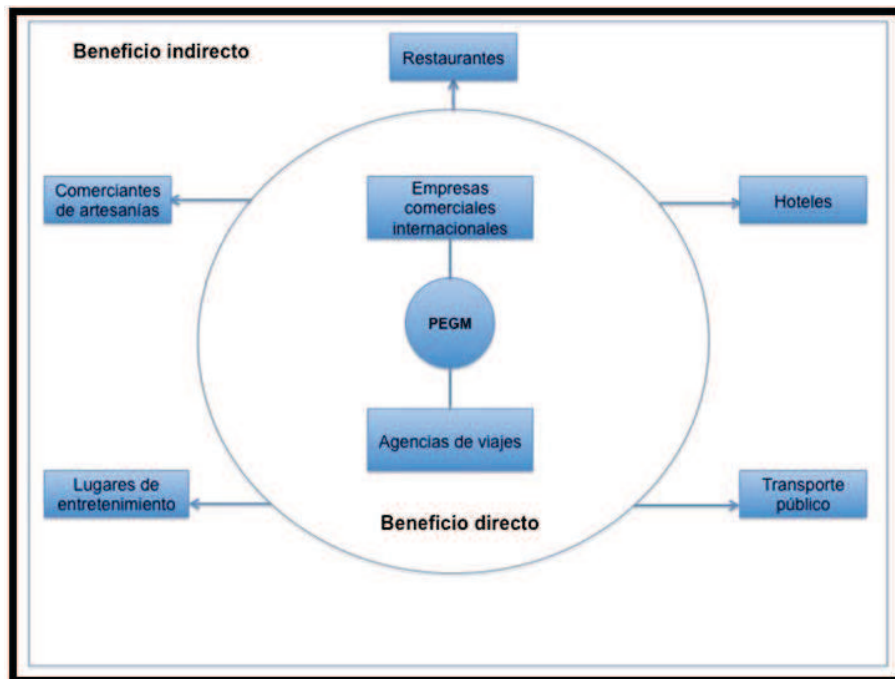 Beneficio indirecto
Restaurantes
Comerciantes
de artesanías
Empresas
comerciales
internacionales
Hoteles
PEGM
Agencias de viajes
Lugares de
entretenimiento
Transporte
público
Beneficio directo